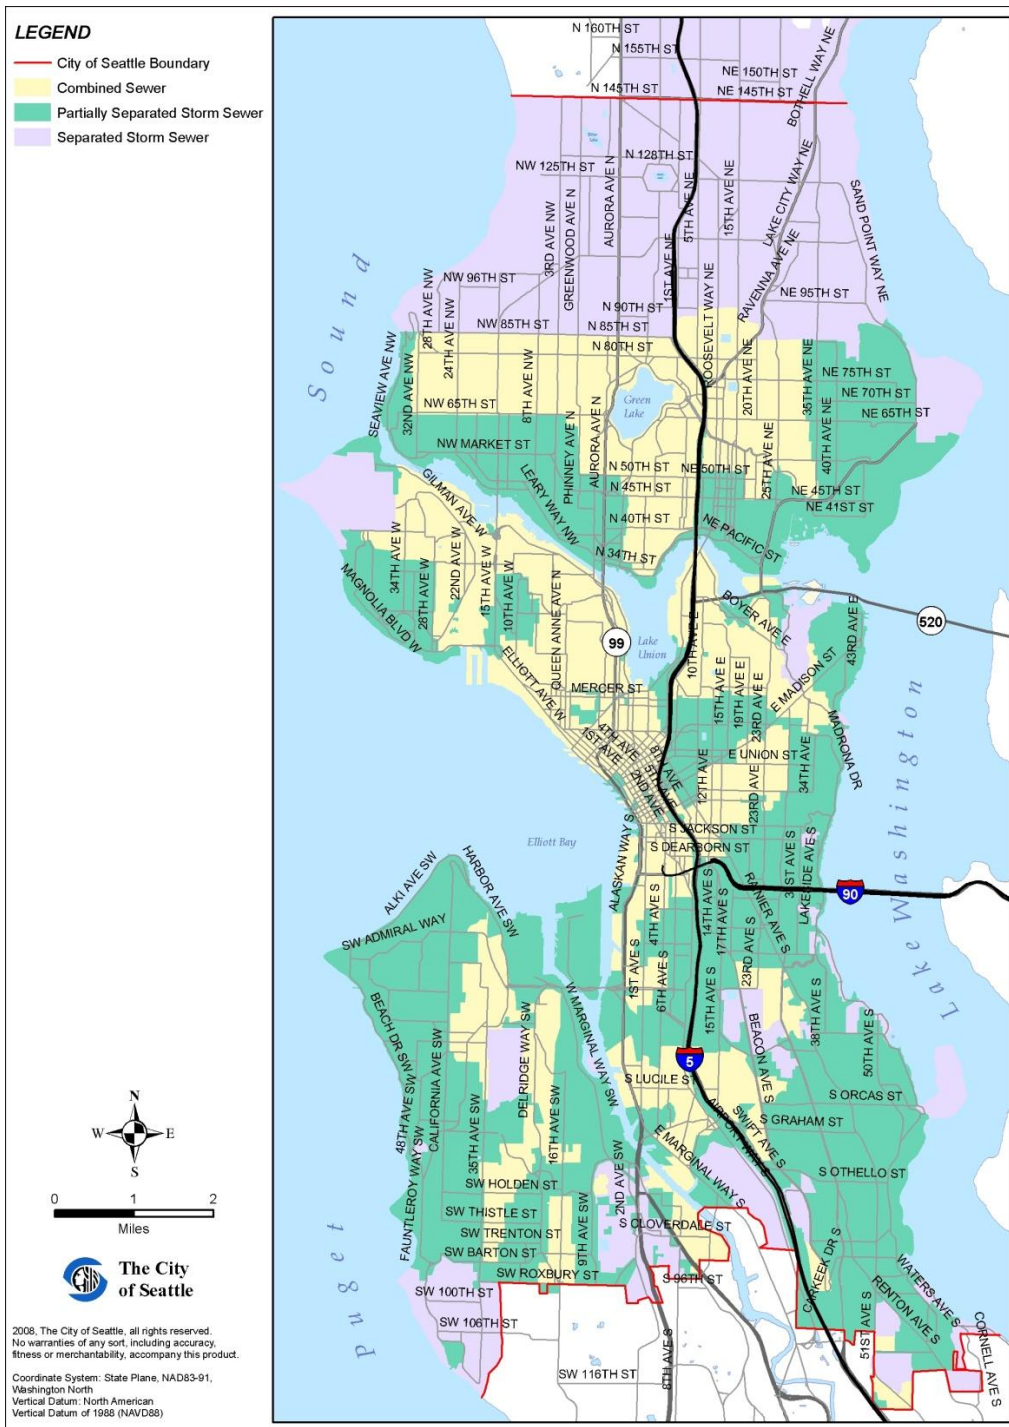 LEGEND
City of Seattle Boundary
Combined Sewer
Partially Separated Storm Sewer
Separated Storm Sewer
N 160TH ST
N 155TH ST
NE 150TH ST
N 145TH ST
NE 145TH ST
BOTHELL WAY NE
N 128TH ST
NW 125TH ST
3RD AVE NW
GREENWOOD AVE N
AURORA AVE N
1ST AVE NE
5TH AVE NE
15TH AVE NE
LAKE CITY WAY NE
RAVENNA AVE NE
SAND POINT WAY NE
NW 96TH ST
NE 95TH ST
N 90TH ST
28TH AVE NW
24TH AVE NW
NW 85TH ST
N 85TH ST
N 80TH ST
ROOSEVELT WAY NE
Sound
SEAVIEW AVE NW
32ND AVE NW
8TH AVE NW
20TH AVE NE
35TH AVE NE
NE 75TH ST
NE 70TH ST
NE 65TH ST
Green
Lake
NW 65TH ST
NW MARKET ST
PHINNEY AVE N
AURORA AVE N
25TH AVE NE
40TH AVE NE
N 50TH ST
NE 50TH ST
GILMAN AVE W
LEARY WAY NW
N 45TH ST
NE 45TH ST
NE 41ST ST
N 40TH ST
NE PACIFIC ST
N 34TH ST
34TH AVE W
28TH AVE W
22ND AVE W
15TH AVE W
10TH AVE W
MAGNOLIA BLVD W
QUEEN ANNE AVE N
BOYER AVE E
43RD AVE E
520
99
Lake
Union
10TH AVE E
ELLIOTT AVE W
MERCER ST
15TH AVE E
19TH AVE E
23RD AVE E
E MADISON ST
MADRONA DR
4TH AVE
1ST AVE
8TH AVE
5TH AVE
2ND AVE
12TH AVE
E UNION ST
23RD AVE
34TH AVE
Lake Washington
S JACKSON ST
S DEARBORN ST
Elliott Bay
ALASKAN WAY S
31ST AVE S
LAKESIDE AVE S
90
ALKI AVE SW
HARBOR AVE SW
SW ADMIRAL WAY
4TH AVE S
14TH AVE S
17TH AVE S
23RD AVE S
RAINIER AVE S
1ST AVE S
6TH AVE S
15TH AVE S
38TH AVE S
50TH AVE S
BEACH DR SW
W MARGINAL WAY SW
BEACON AVE S
5
S LUCILE ST
S ORCAS ST
S GRAHAM ST
SWIFT AVE S
AIRPORT WAY S
48TH AVE SW
CALIFORNIA AVE SW
DELRIDGE WAY SW
16TH AVE SW
35TH AVE SW
FAUNTLEROY WAY SW
E MARGINAL WAY S
S OTHELLO ST
2ND AVE SW
SW HOLDEN ST
SW THISTLE ST
SW TRENTON ST
9TH AVE SW
S CLOVERDALE ST
SW BARTON ST
SW ROXBURY ST
S 96TH ST
CARKEEK DR S
WATERS AVE S
RENTON AVE S
SW 100TH ST
SW 106TH ST
51ST AVE S
CORNELL AVE S
8TH AVE S
SW 116TH ST
Puget
N
W
E
S
0
1
2
Miles
The City
of Seattle
2008, The City of Seattle, all rights reserved.
No warranties of any sort, including accuracy,
fitness or merchantability, accompany this product.
Coordinate System: State Plane, NAD83-91,
Washington North
Vertical Datum: North American
Vertical Datum of 1988 (NAVD88)